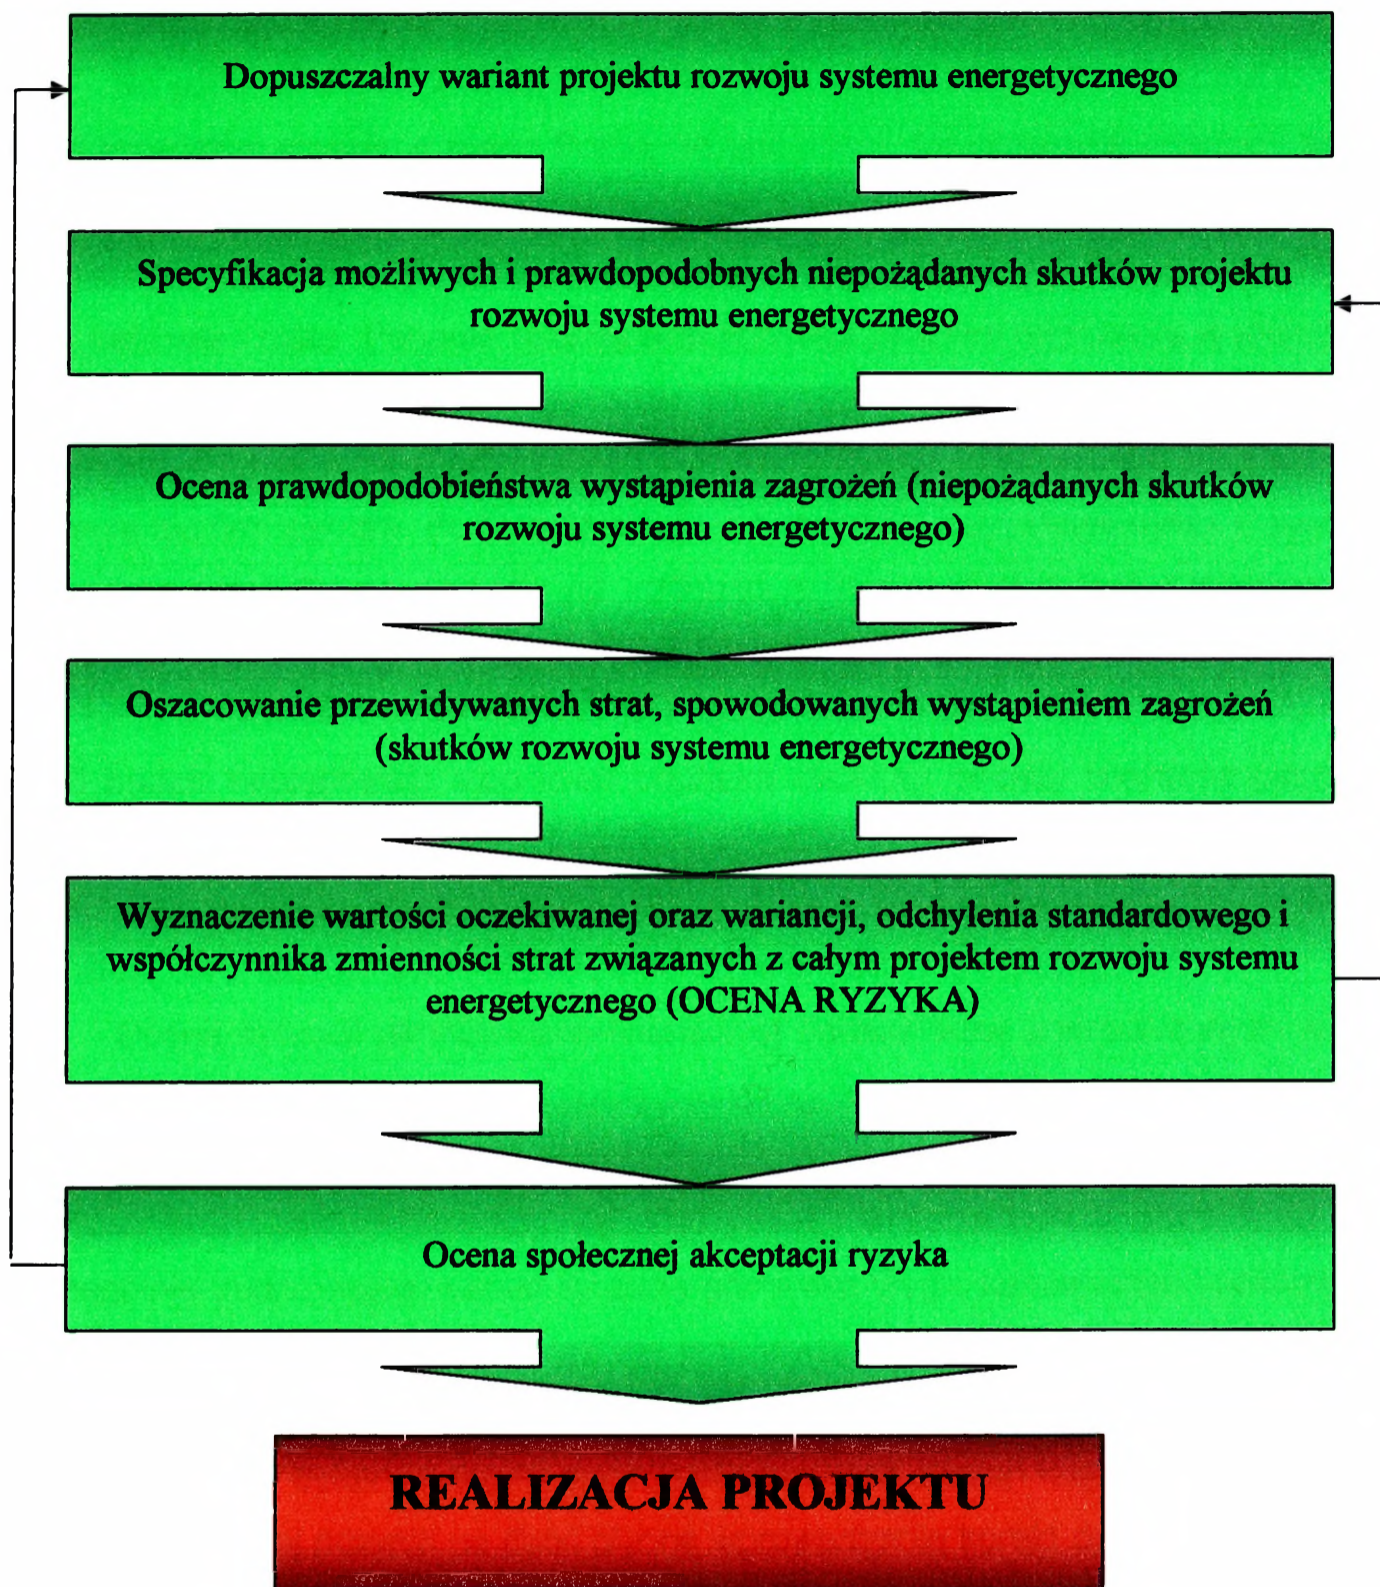 Dopuszczalny wariant projektu rozwoju systemu energetycznego
Specyfikacja możliwych i prawdopodobnych niepożądanych skutków projektu
rozwoju systemu energetycznego
Ocena prawdopodobieństwa wystąpienia zagrożeń (niepożądanych skutków
rozwoju systemu energetycznego)
Oszacowanie przewidywanych strat, spowodowanych wystąpieniem zagrożeń
(skutków rozwoju systemu energetycznego)
Wyznaczenie wartości oczekiwanej oraz wariancji, odchylenia standardowego i
współczynnika zmienności strat związanych z całym projektem rozwoju systemu
energetycznego (OCENA RYZYKA)
Ocena społecznej akceptacji ryzyka
REALIZACJA PROJEKTU